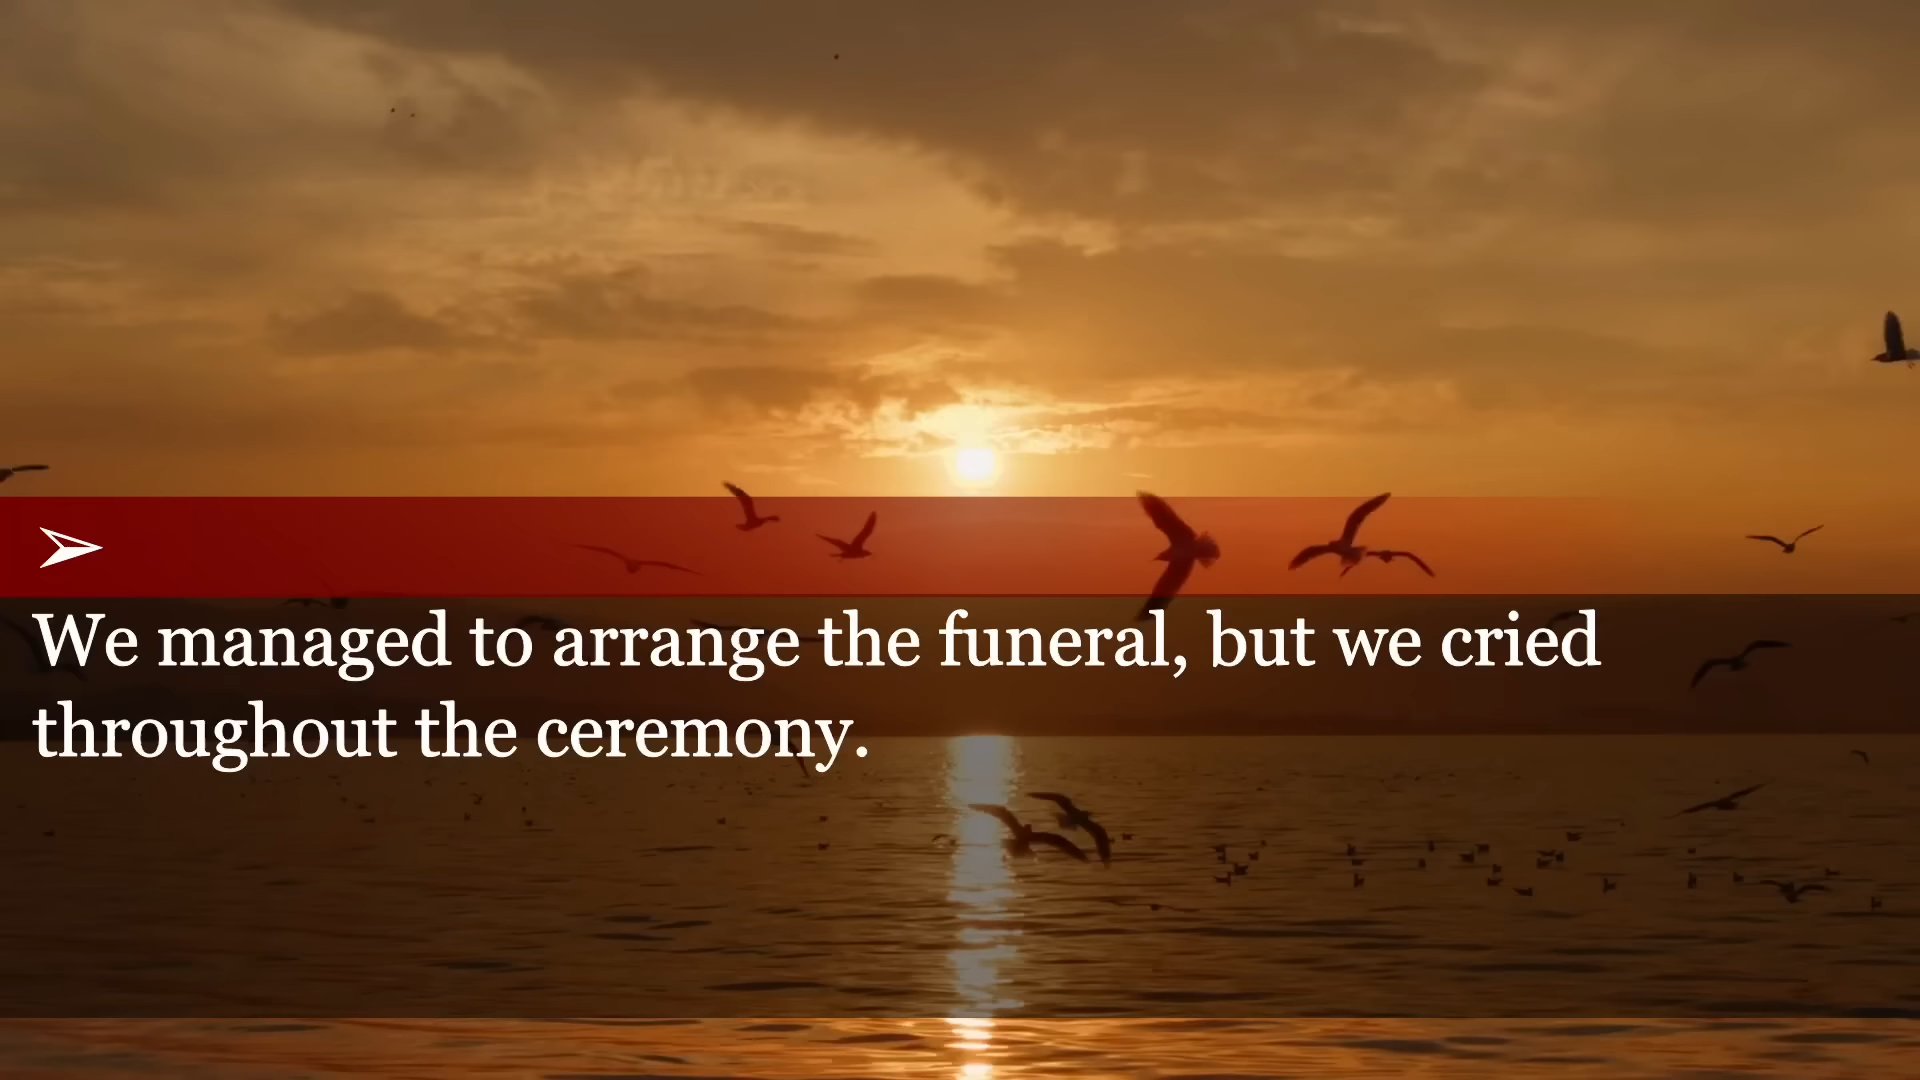 We managed to arrange the funeral, but we cried
throughout the ceremony.